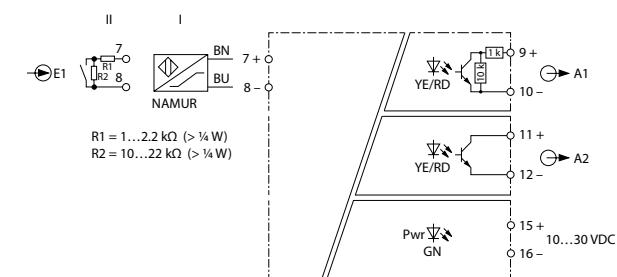 II
I
E1
7
R1
R2
8
BN
7 +
BU
8 –
NAMUR
R1 = 1…2.2 kΩ (> ¼ W)
R2 = 10…22 kΩ (> ¼ W)
1 k
10 k
9 +
A1
YE/RD
10 –
11 +
A2
YE/RD
12 –
15 +
Pwr
10…30 VDC
GN
16 –